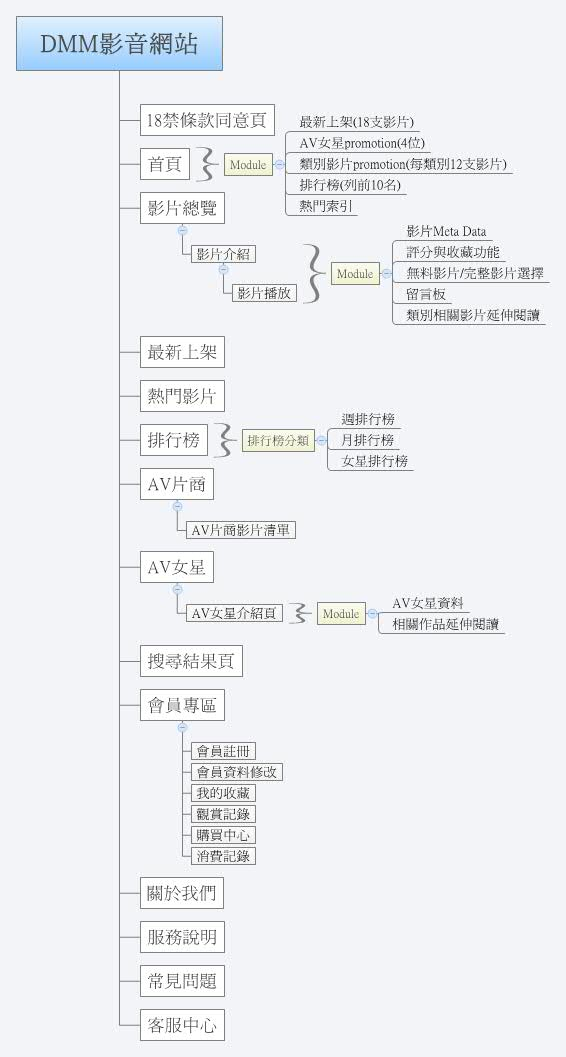 DMM影音網站
18禁條款同意頁
首頁
Module
最新上架(18支影片)
AV女星promotion(4位)
類別影片promotion(每類別12支影片)
排行榜(列前10名)
熱門索引
影片總覽
影片介紹
影片播放
Module
影片Meta Data
評分與收藏功能
無料影片/完整影片選擇
留言板
類別相關影片延伸閱讀
最新上架
熱門影片
排行榜
排行榜分類
週排行榜
月排行榜
女星排行榜
AV片商
AV片商影片清單
AV女星
AV女星介紹頁
Module
AV女星資料
相關作品延伸閱讀
搜尋結果頁
會員專區
會員註冊
會員資料修改
我的收藏
觀賞記錄
購買中心
消費記錄
關於我們
服務說明
常見問題
客服中心